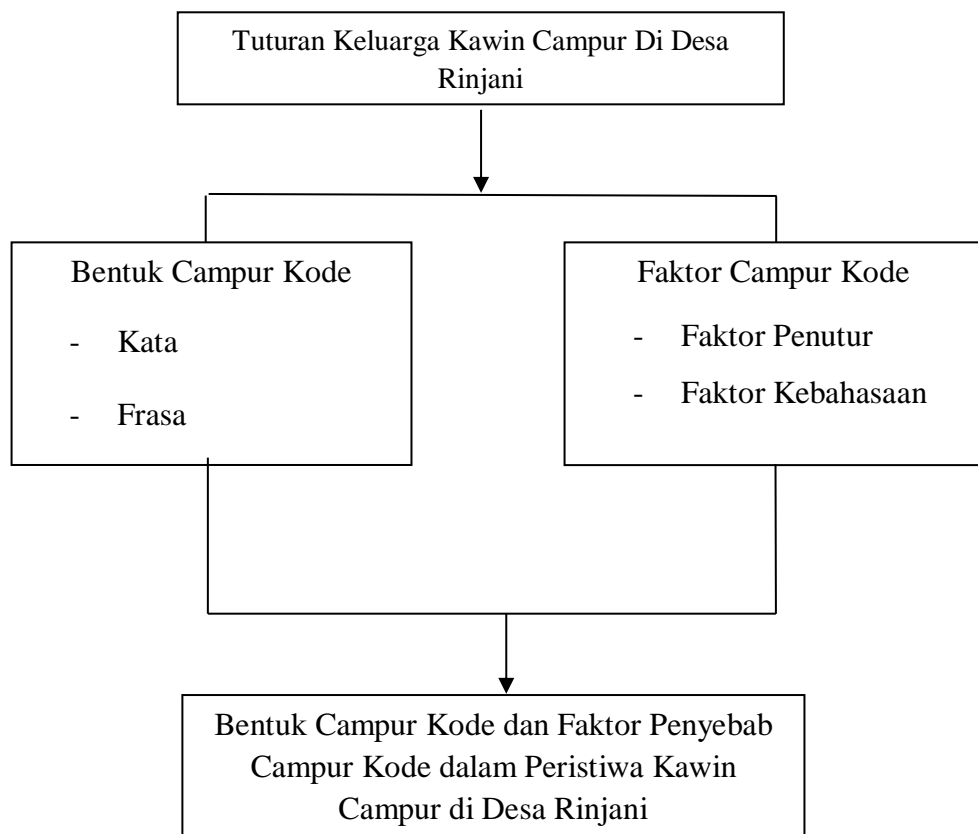 Tuturan Keluarga Kawin Campur Di Desa
Rinjani
Bentuk Campur Kode
- Kata
- Frasa
Faktor Campur Kode
- Faktor Penutur
- Faktor Kebahasaan
Bentuk Campur Kode dan Faktor Penyebab
Campur Kode dalam Peristiwa Kawin
Campur di Desa Rinjani